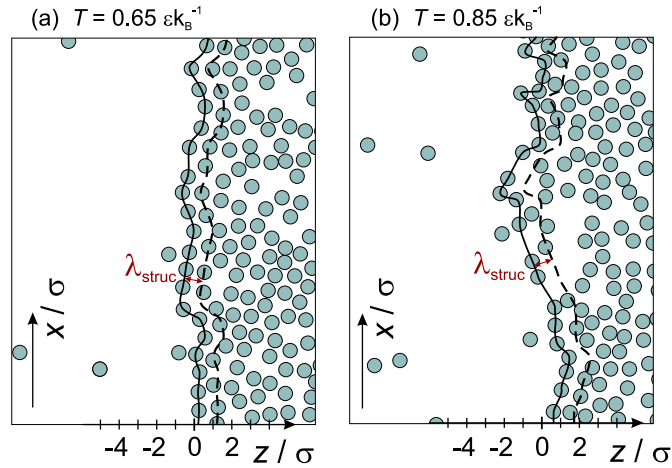 (a) T = 0.65 εk_B^-1
(b) T = 0.85 εk_B^-1
λ_struc
λ_struc
x / σ
x / σ
-4 -2 0 2 z / σ
-4 -2 0 2 z / σ